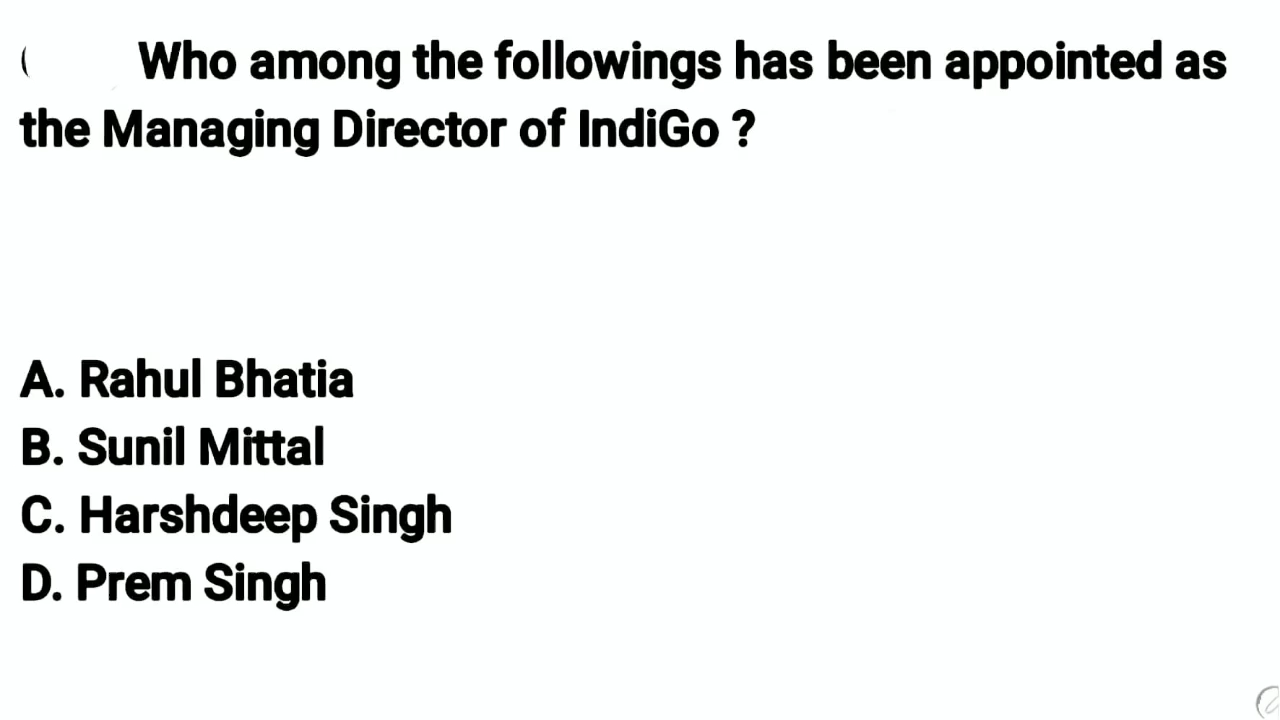 ( Who among the followings has been appointed as
the Managing Director of IndiGo ?
A. Rahul Bhatia
B. Sunil Mittal
C. Harshdeep Singh
D. Prem Singh